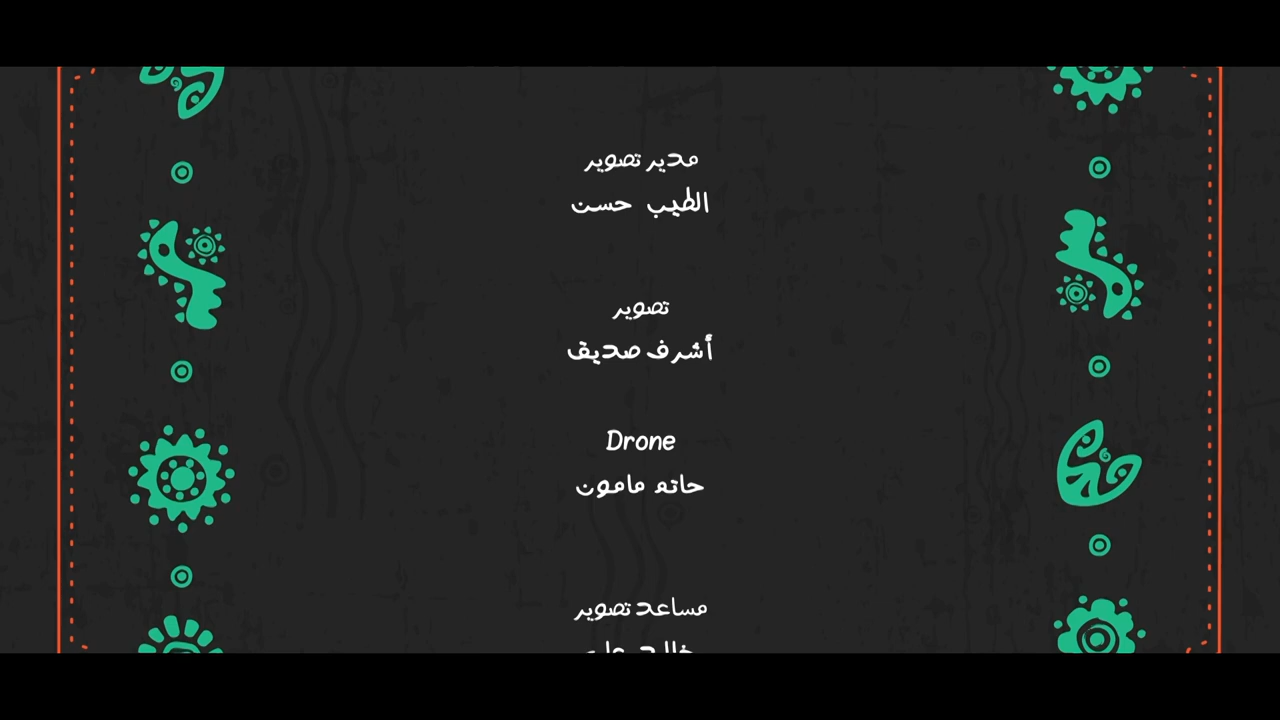 مدير تصوير
الطيب حسن
تصوير
أشرف صديق
Drone
حاتم مامون
مساعد تصوير